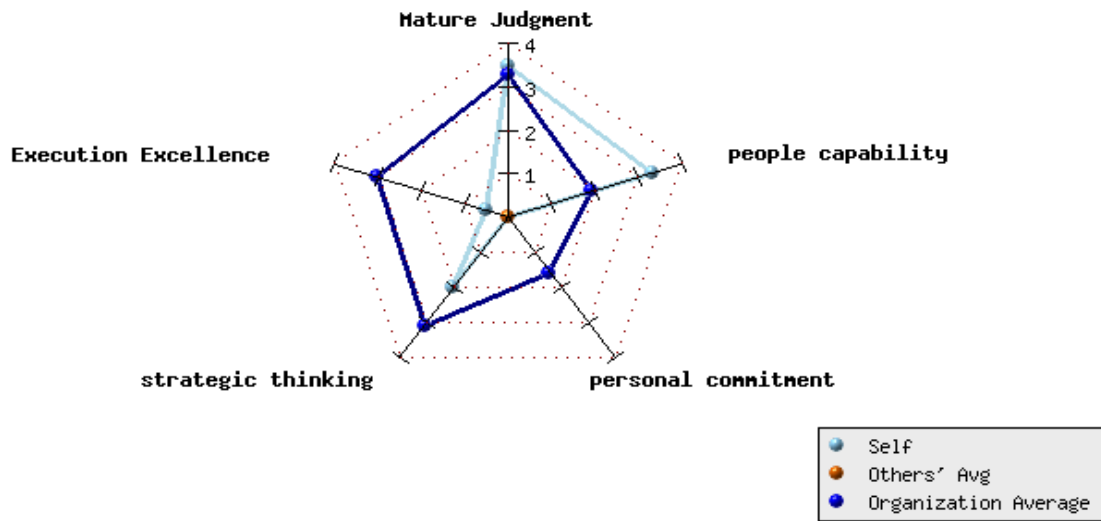 Mature Judgment
4
3
2
1
Execution Excellence
people capability
strategic thinking
personal commitment
Self
Others' Avg
Organization Average